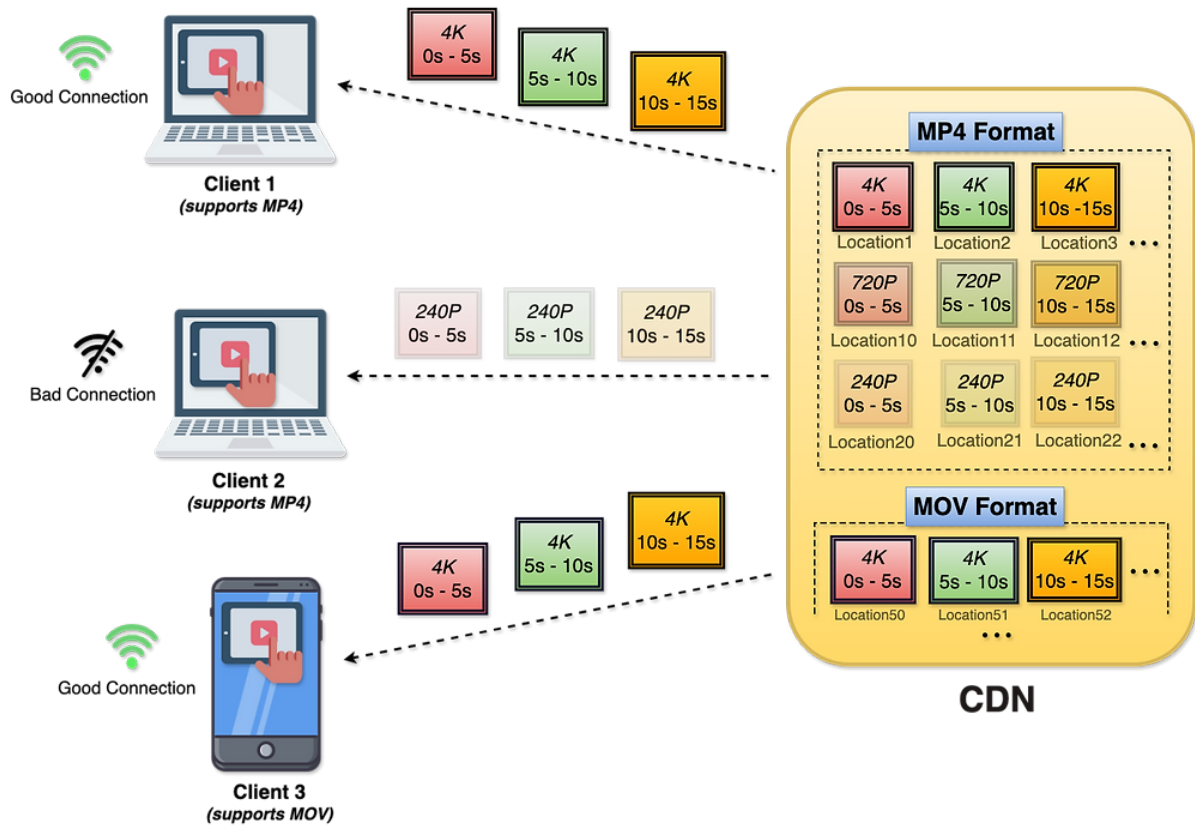 Good Connection
Client 1
(supports MP4)
4K
0s - 5s
4K
5s - 10s
4K
10s - 15s
Bad Connection
Client 2
(supports MP4)
240P
0s - 5s
240P
5s - 10s
240P
10s - 15s
Good Connection
Client 3
(supports MOV)
4K
0s - 5s
4K
5s - 10s
4K
10s - 15s
MP4 Format
4K
0s - 5s
Location1
4K
5s - 10s
Location2
4K
10s -15s
Location3
...
720P
0s - 5s
Location10
720P
5s - 10s
Location11
720P
10s - 15s
Location12
...
240P
0s - 5s
Location20
240P
5s - 10s
Location21
240P
10s - 15s
Location22
...
MOV Format
4K
0s - 5s
Location50
4K
5s - 10s
Location51
4K
10s - 15s
Location52
...
...
CDN